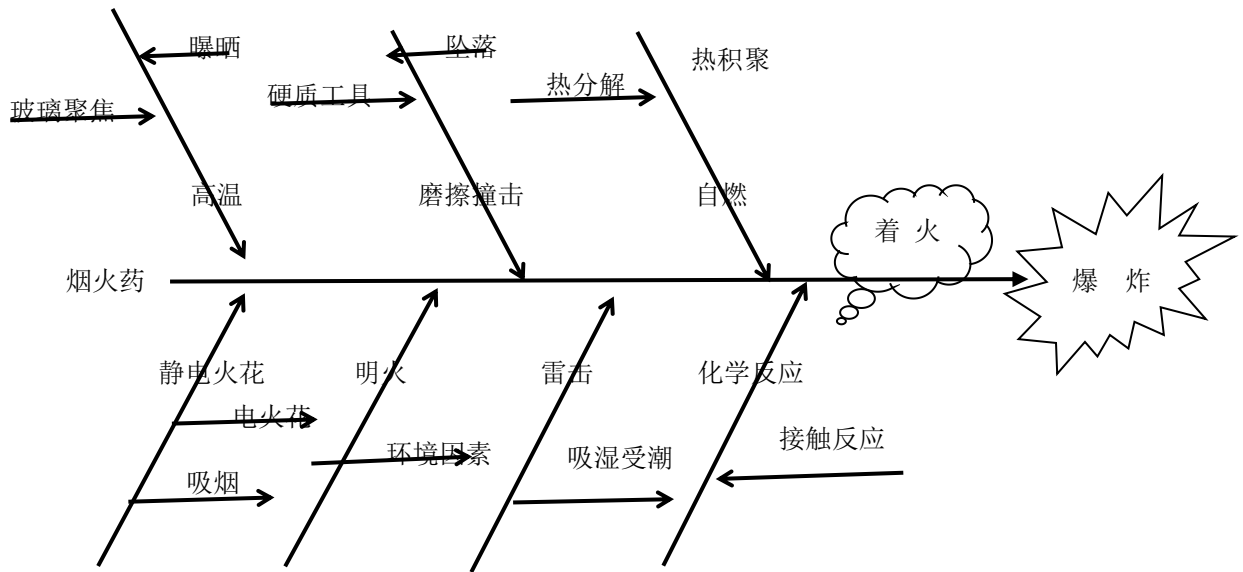 曝晒
坠落
热积聚
热分解
硬质工具
玻璃聚焦
高温
磨擦撞击
自燃
着 火
烟火药
爆 炸
静电火花
明火
雷击
化学反应
电火花
接触反应
环境因素
吸湿受潮
吸烟